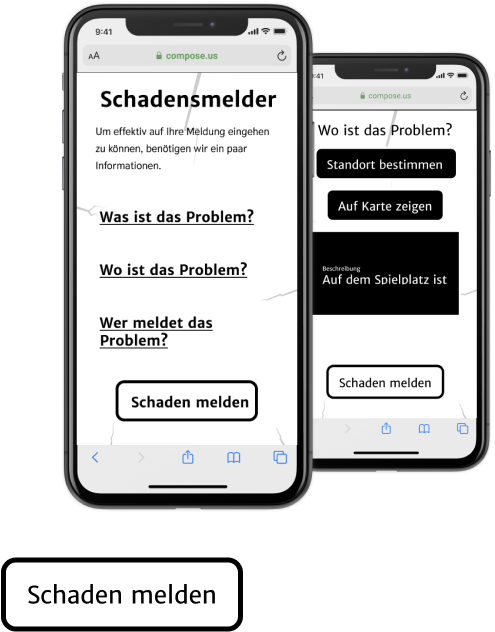 9:41
AA
compose.us
Schadensmelder
Um effektiv auf Ihre Meldung eingehen
zu können, benötigen wir ein paar
Informationen.
Was ist das Problem?
Wo ist das Problem?
Wer meldet das
Problem?
Schaden melden
:41
compose.us
Wo ist das Problem?
Standort bestimmen
Auf Karte zeigen
Beschreibung
Auf dem Spielplatz ist
Schaden melden
Schaden melden